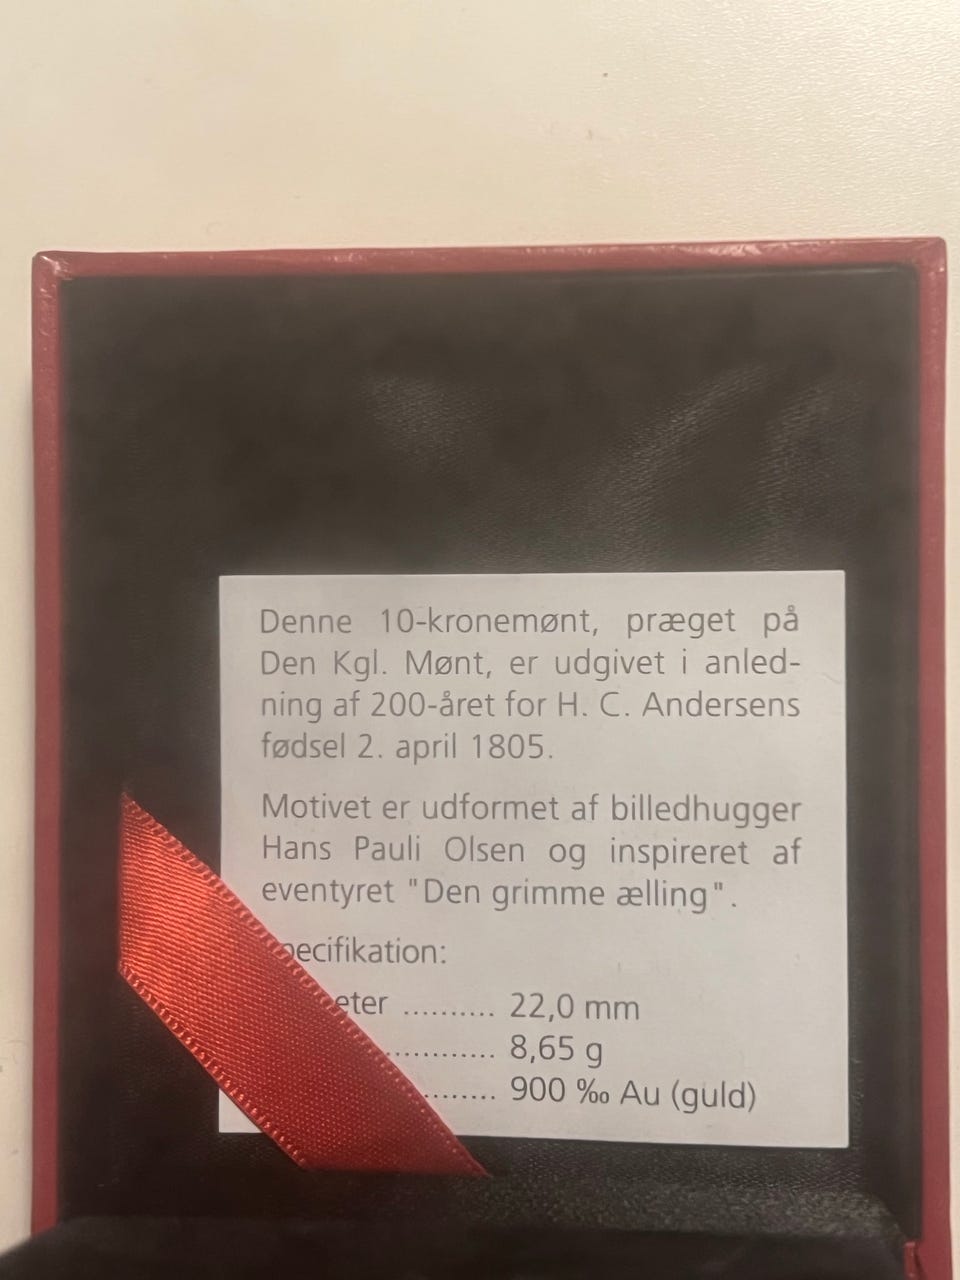 Denne 10-kronemønt, præget på
Den Kgl. Mønt, er udgivet i anled-
ning af 200-året for H. C. Andersens
fødsel 2. april 1805.
Motivet er udformet af billedhugger
Hans Pauli Olsen og inspireret af
eventyret "Den grimme ælling".
pecifikation:
eter .......... 22,0 mm
............ 8,65 g
........ 900 ‰ Au (guld)